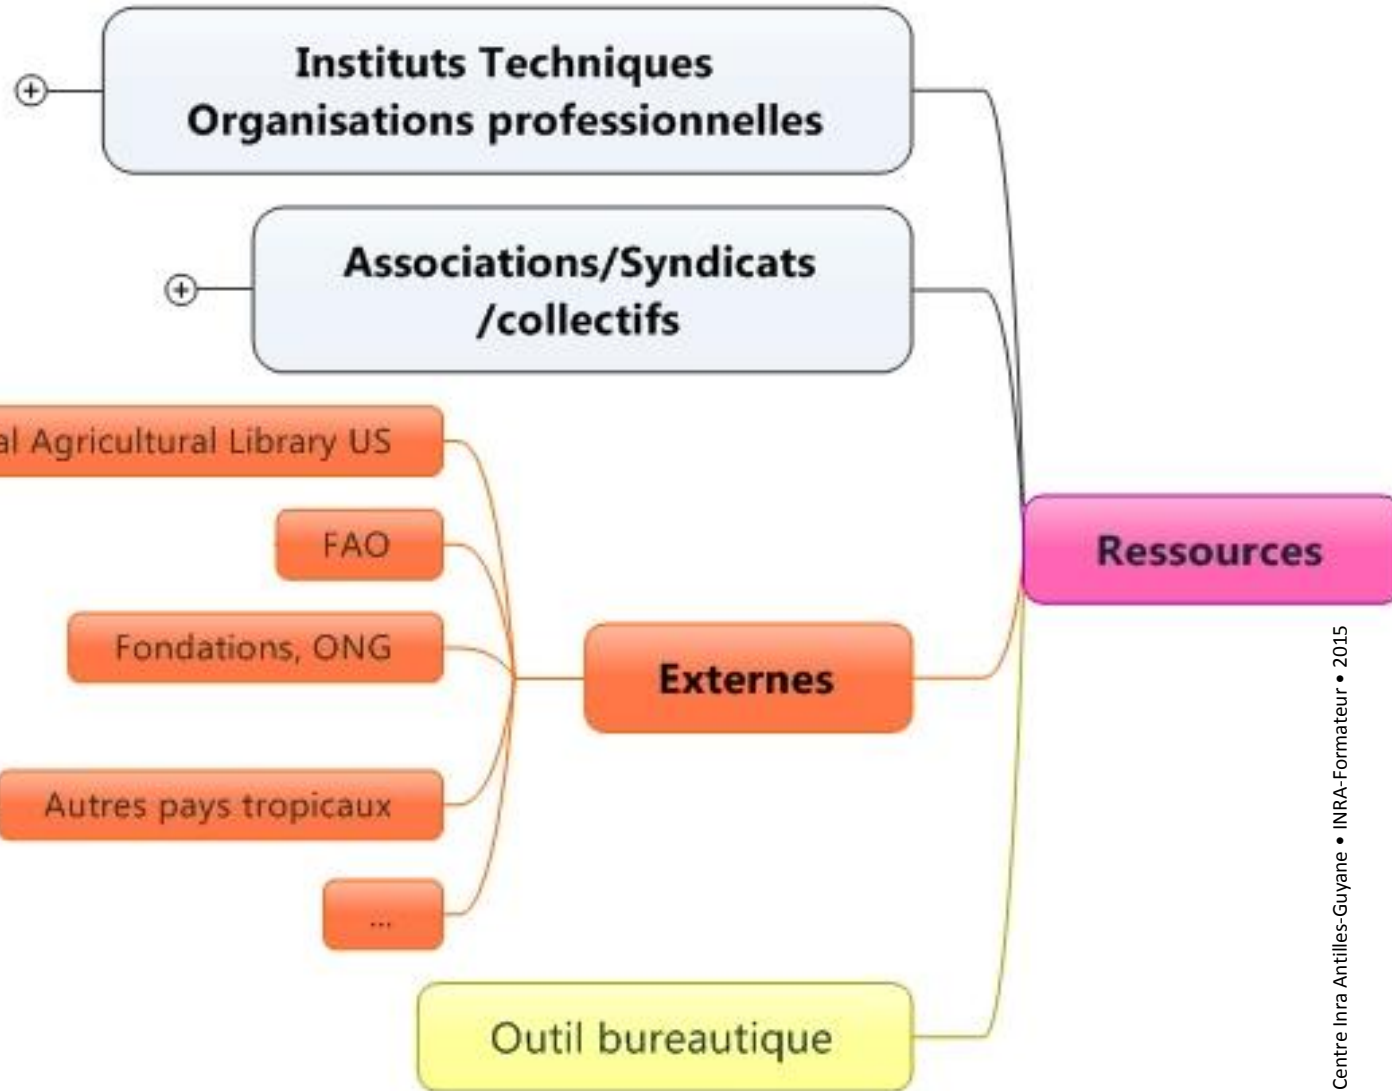 Instituts Techniques
Organisations professionnelles
Associations/Syndicats
/collectifs
Agricultural Library US
FAO
Fondations, ONG
Externes
Autres pays tropicaux
...
Outil bureautique
Ressources
Centre Inra Antilles-Guyane • INRA-Formateur • 2015